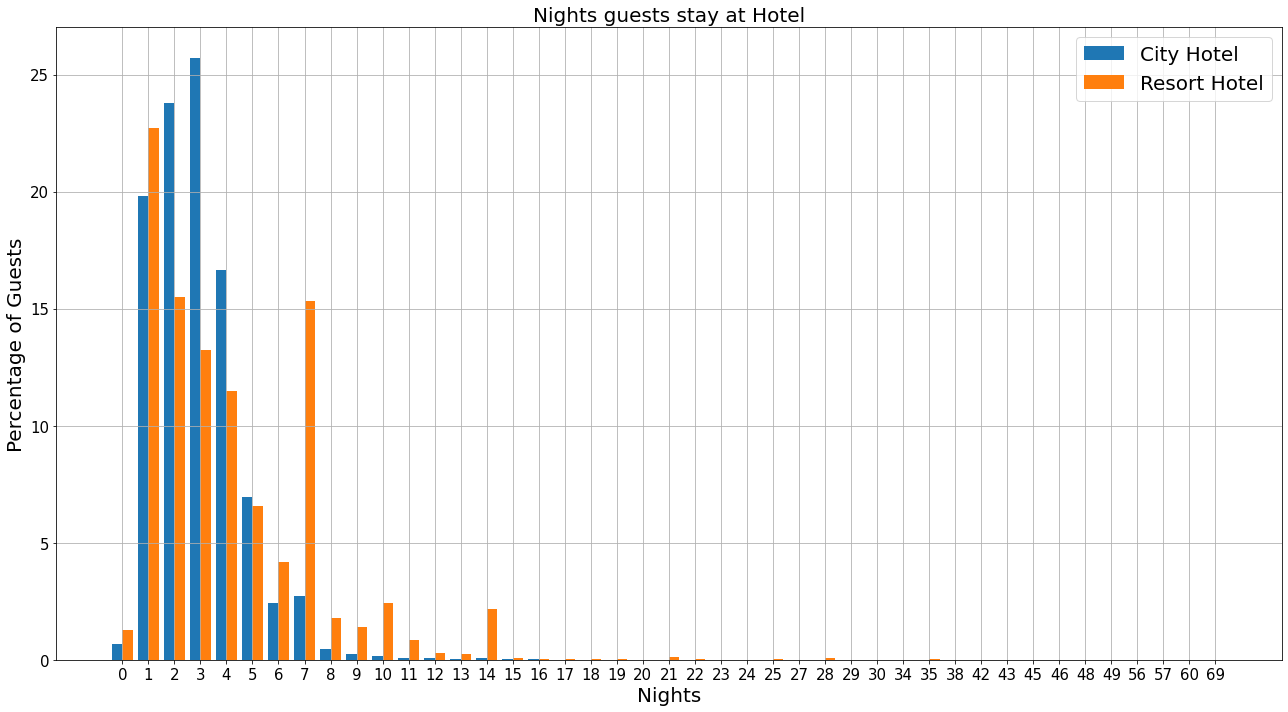 Nights guests stay at Hotel
City Hotel
Resort Hotel
Percentage of Guests
25
20
15
10
5
0
0 1 2 3 4 5 6 7 8 9 10 11 12 13 14 15 16 17 18 19 20 21 22 23 24 25 27 28 29 30 34 35 38 42 43 45 46 48 49 56 57 60 69
Nights